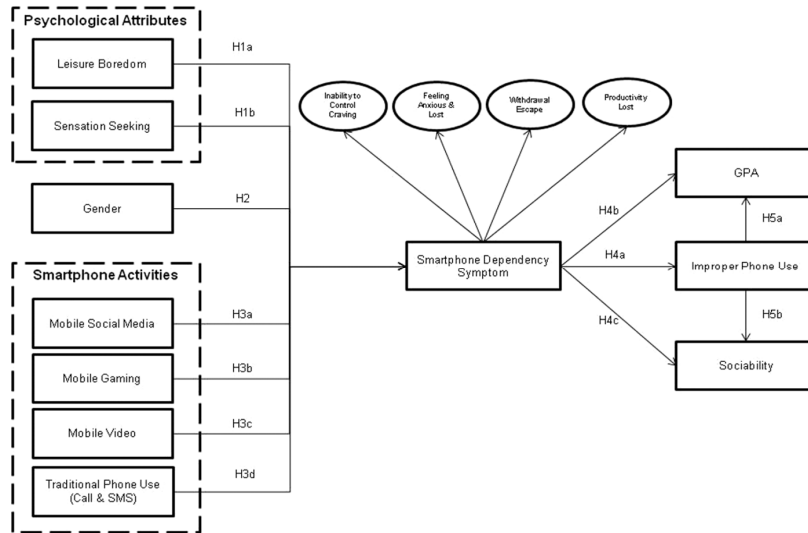 Psychological Attributes
Leisure Boredom
H1a
Sensation Seeking
H1b
Gender
H2
Smartphone Activities
Mobile Social Media
H3a
Mobile Gaming
H3b
Mobile Video
H3c
Traditional Phone Use
(Call & SMS)
H3d
Inability to
Control
Craving
Feeling
Anxious &
Lost
Withdrawal
Escape
Productivity
Lost
Smartphone Dependency
Symptom
H4b
H4a
H4c
GPA
H5a
Improper Phone Use
H5b
Sociability